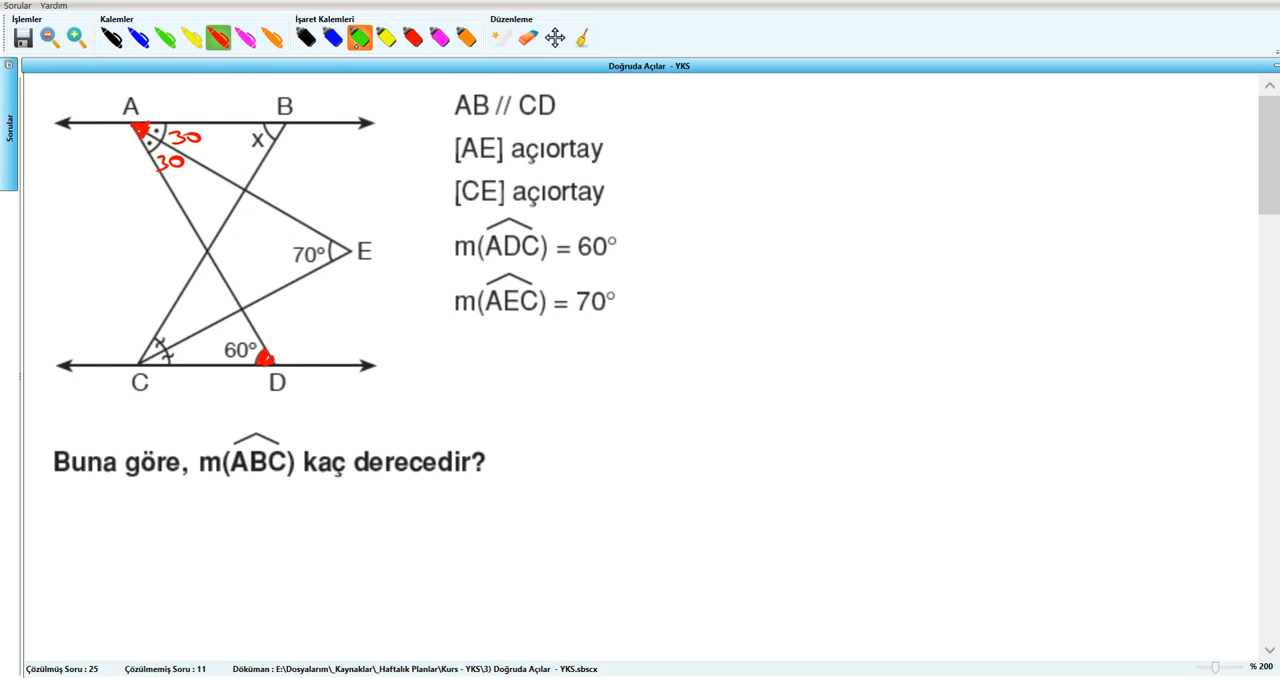 Sorular Yardım
İşlemler Kalemler İşaret Kalemleri Düzenleme
Doğruda Açılar - YKS
Sorular
A B
30
x
30
70° E
60°
C D
AB // CD
[AE] açıortay
[CE] açıortay
m(ADC) = 60°
m(AEC) = 70°
Buna göre, m(ABC) kaç derecedir?
Çözülmüş Soru : 25 Çözülmemiş Soru : 11 Döküman : E:\Dosyalarım\_Kaynaklar\_Haftalık Planlar\Kurs - YKS\3) Doğruda Açılar - YKS.sbscx % 200